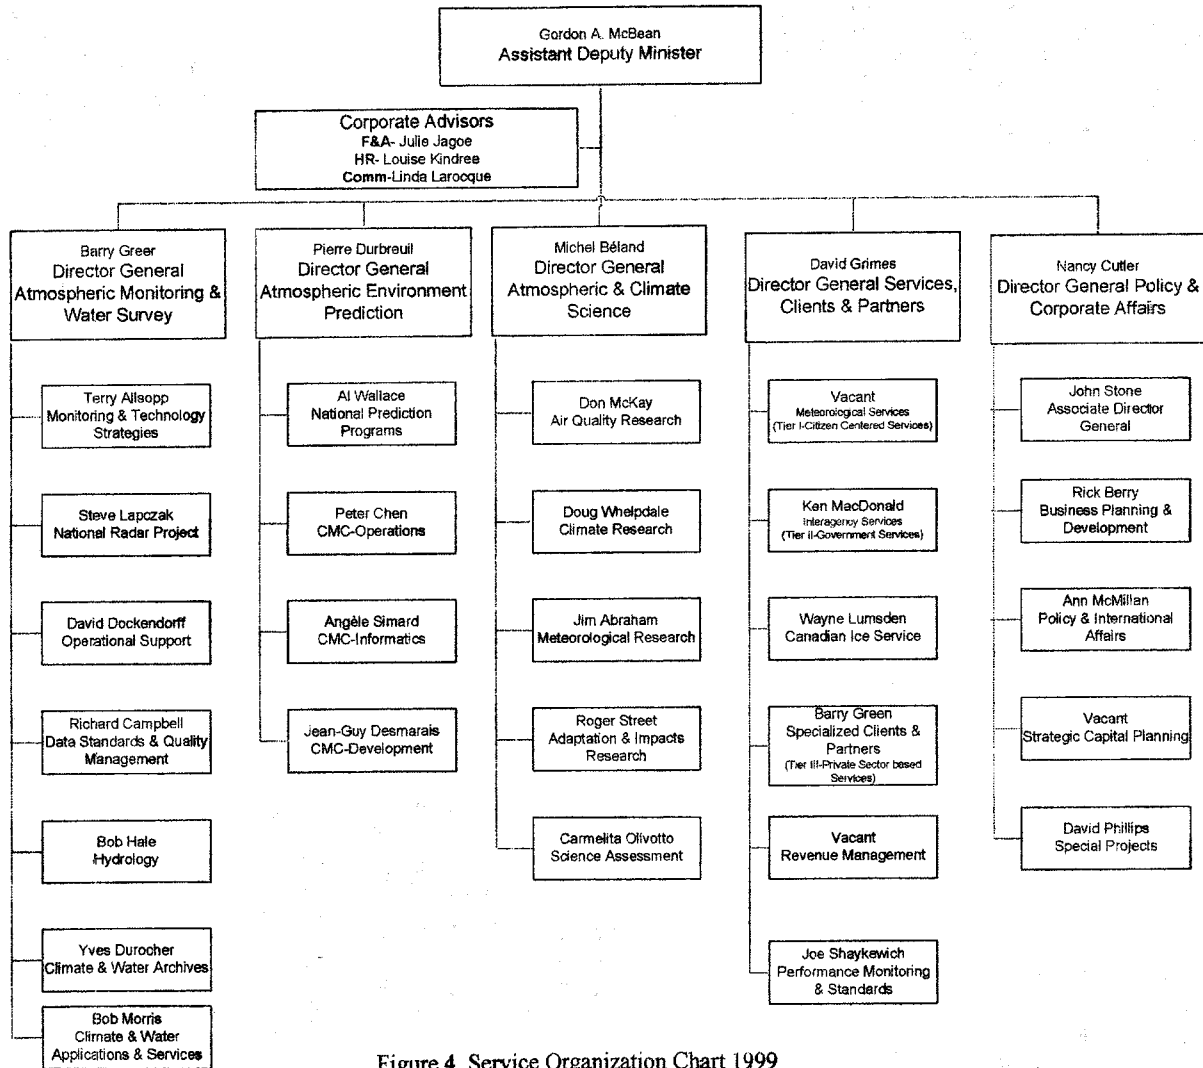 Gordon A. McBean
Assistant Deputy Minister
Corporate Advisors
F&A- Julie Jagoe
HR- Louise Kindree
Comm-Linda Larocque
Barry Greer
Director General
Atmospheric Monitoring &
Water Survey
Terry Allsopp
Monitoring & Technology
Strategies
Steve Lapczak
National Radar Project
David Dockendorff
Operational Support
Richard Campbell
Data Standards & Quality
Management
Bob Hale
Hydrology
Yves Durocher
Climate & Water Archives
Bob Morris
Climate & Water
Applications & Services
Pierre Durbreuil
Director General
Atmospheric Environment
Prediction
Al Wallace
National Prediction
Programs
Peter Chen
CMC-Operations
Angèle Simard
CMC-Informatics
Jean-Guy Desmarais
CMC-Development
Michel Béland
Director General
Atmospheric & Climate
Science
Don McKay
Air Quality Research
Doug Whelpdale
Climate Research
Jim Abraham
Meteorological Research
Roger Street
Adaptation & Impacts
Research
Carmelita Olivotto
Science Assessment
David Grimes
Director General Services,
Clients & Partners
Vacant
Meteorological Services
(Tier I-Citizen Centered Services)
Ken MacDonald
Interagency Services
(Tier II-Government Services)
Wayne Lumsden
Canadian Ice Service
Barry Green
Specialized Clients &
Partners
(Tier III-Private Sector based
Services)
Vacant
Revenue Management
Joe Shaykewich
Performance Monitoring
& Standards
Nancy Cutler
Director General Policy &
Corporate Affairs
John Stone
Associate Director
General
Rick Berry
Business Planning &
Development
Ann McMillan
Policy & International
Affairs
Vacant
Strategic Capital Planning
David Phillips
Special Projects
Figure 4 Service Organization Chart 1999